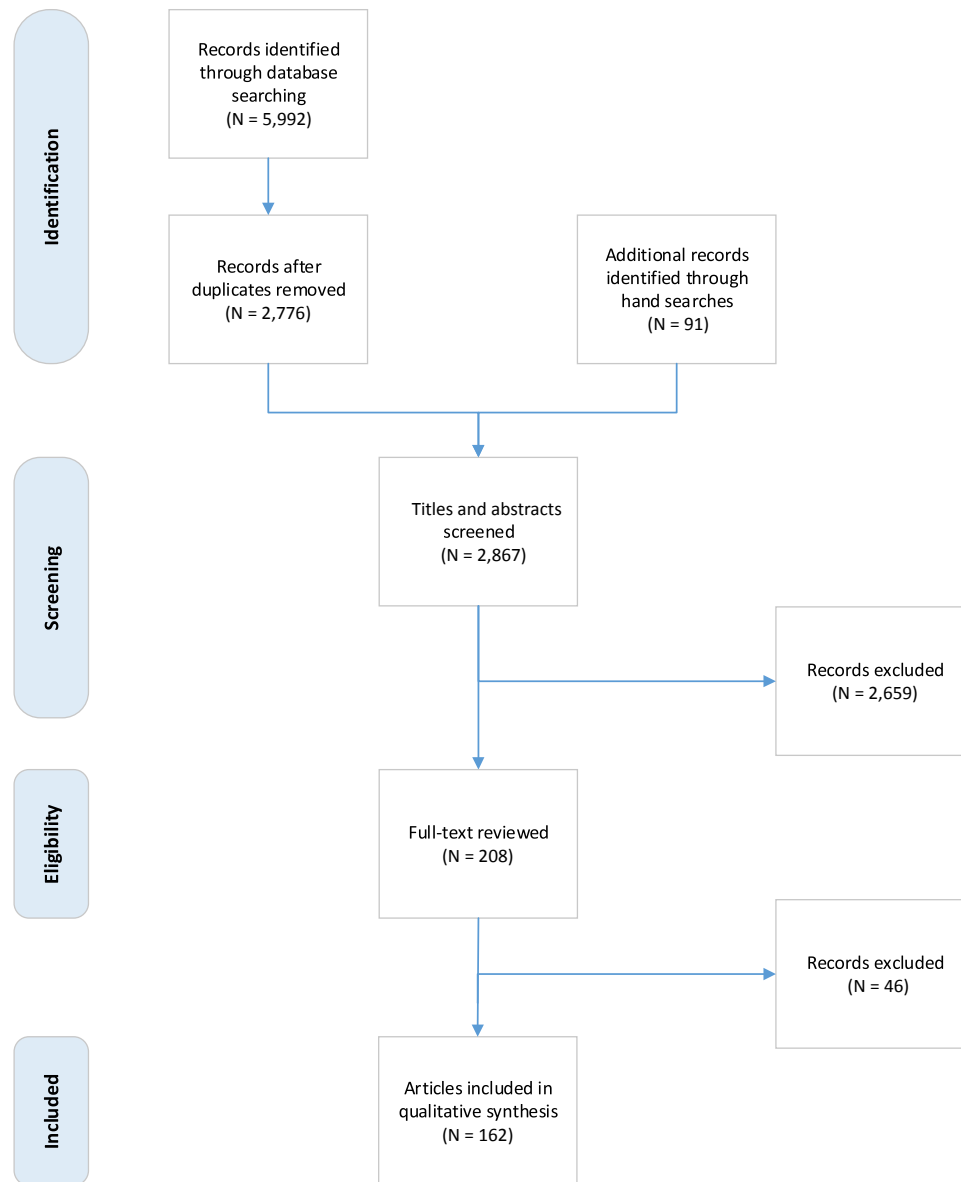 Identification
Records identified
through database
searching
(N = 5,992)
Records after
duplicates removed
(N = 2,776)
Additional records
identified through
hand searches
(N = 91)
Screening
Titles and abstracts
screened
(N = 2,867)
Records excluded
(N = 2,659)
Eligibility
Full-text reviewed
(N = 208)
Records excluded
(N = 46)
Included
Articles included in
qualitative synthesis
(N = 162)